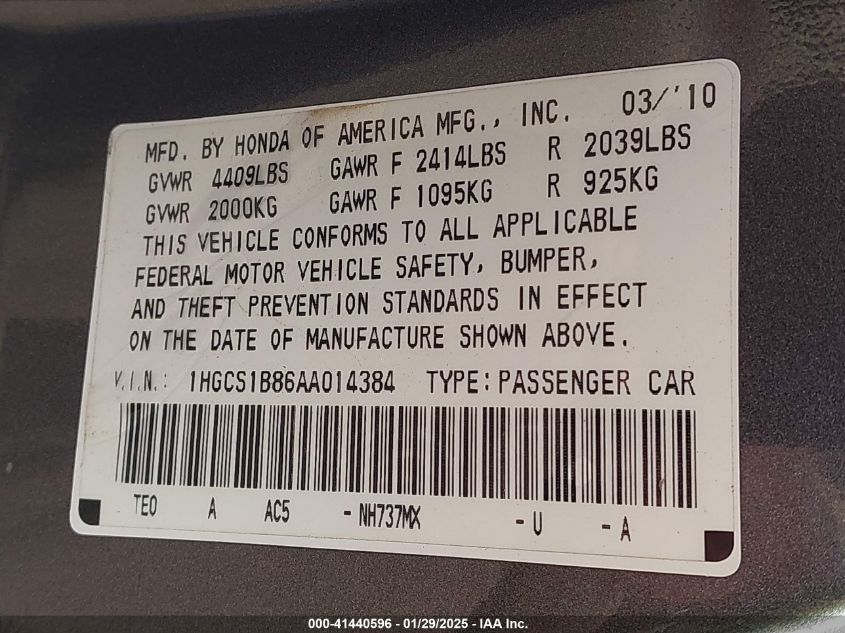 MFD. BY HONDA OF AMERICA MFG., INC. 03/'10
GVWR 4409LBS GAWR F 2414LBS R 2039LBS
GVWR 2000KG GAWR F 1095KG R 925KG
THIS VEHICLE CONFORMS TO ALL APPLICABLE
FEDERAL MOTOR VEHICLE SAFETY, BUMPER,
AND THEFT PREVENTION STANDARDS IN EFFECT
ON THE DATE OF MANUFACTURE SHOWN ABOVE.
V.I.N.: 1HGCS1B86AA014384 TYPE: PASSENGER CAR
TE0 A AC5 - NH737MX - U - A
000-41440596 - 01/29/2025 - IAA Inc.